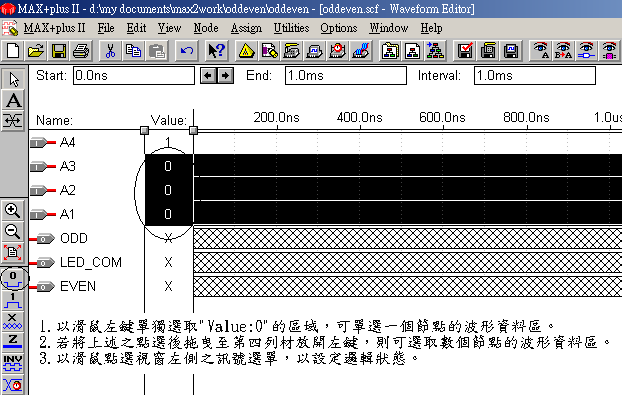 MAX+plus II - d:\my documents\max2work\oddeven\oddeven - [oddeven.scf - Waveform Editor]
MAX+plus II File Edit View Node Assign Utilities Options Window Help
Start: 0.0ns End: 1.0ms Interval: 1.0ms
Name: Value: 200.0ns 400.0ns 600.0ns 800.0ns 1.0us
A4 1
A3 0
A2 0
A1 0
ODD X
LED_COM X
EVEN X
1.以滑鼠左鍵單獨選取"Value:0"的區域，可單選一個節點的波形資料區。
2.若將上述之點選後拖曳至第四列材放開左鍵，則可選取數個節點的波形資料區。
3.以滑鼠點選視窗左側之訊號選單，以設定邏輯狀態。